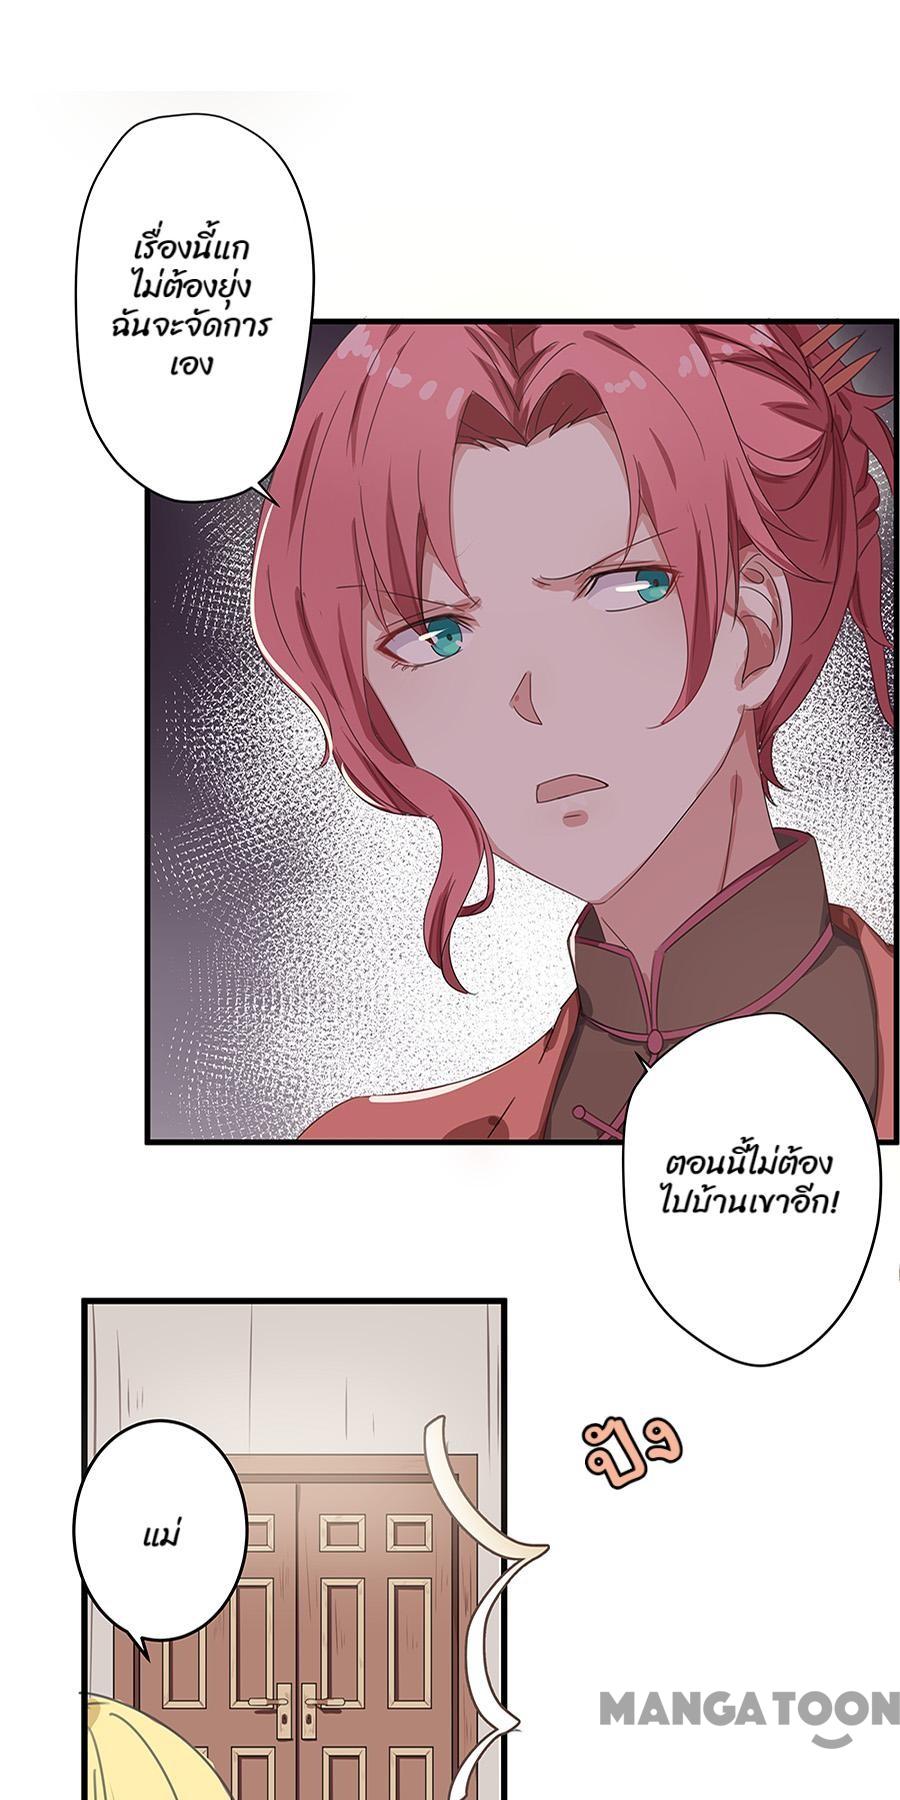 เรื่องนี้แก
ไม่ต้องยุ่ง
ฉันจะจัดการ
เอง
ตอนนี้ไม่ต้อง
ไปบ้านเขาอีก!
ปัง
แม่
MANGATOON